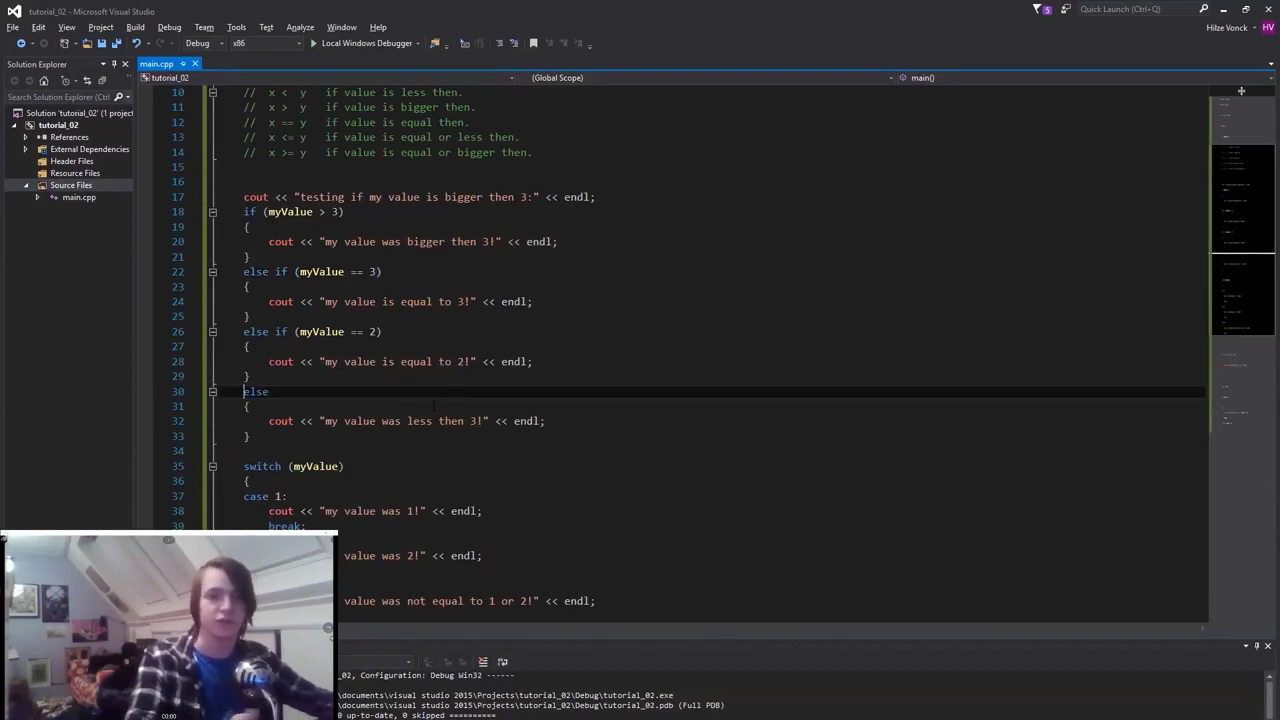 tutorial_02 - Microsoft Visual Studio
5
Quick Launch (Ctrl+Q)
File Edit View Project Build Debug Team Tools Test Analyze Window Help
Hilze Vonck HV
Debug x86 Local Windows Debugger
Solution Explorer
main.cpp
tutorial_02 (Global Scope) main()
Search Solution Explorer (Ctrl
Solution 'tutorial_02' (1 project
tutorial_02
References
External Dependencies
Header Files
Resource Files
Source Files
main.cpp
10 // x < y if value is less then.
11 // x > y if value is bigger then.
12 // x == y if value is equal then.
13 // x <= y if value is equal or less then.
14 // x >= y if value is equal or bigger then.
15
16
17 cout << "testing if my value is bigger then 3:" << endl;
18 if (myValue > 3)
19 {
20 cout << "my value was bigger then 3!" << endl;
21 }
22 else if (myValue == 3)
23 {
24 cout << "my value is equal to 3!" << endl;
25 }
26 else if (myValue == 2)
27 {
28 cout << "my value is equal to 2!" << endl;
29 }
30 else
31 {
32 cout << "my value was less then 3!" << endl;
33 }
34
35 switch (myValue)
36 {
37 case 1:
38 cout << "my value was 1!" << endl;
39 break;
value was 2!" << endl;
value was not equal to 1 or 2!" << endl;
_02, Configuration: Debug Win32 ------
\documents\visual studio 2015\Projects\tutorial_02\Debug\tutorial_02.exe
\documents\visual studio 2015\Projects\tutorial_02\Debug\tutorial_02.pdb (Full PDB)
0 up-to-date, 0 skipped ==========
00:00